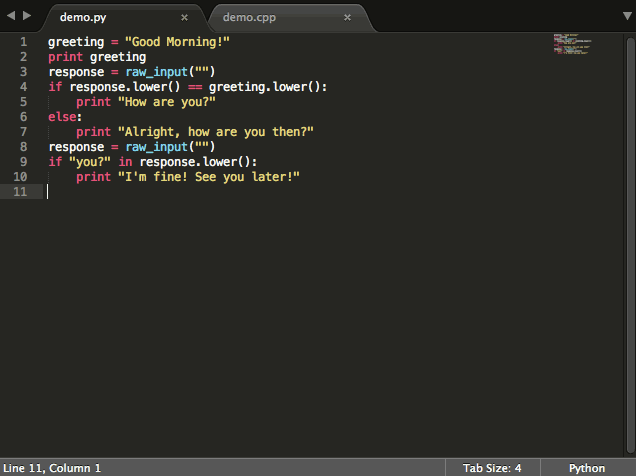 demo.py × demo.cpp ×
1 greeting = "Good Morning!"
2 print greeting
3 response = raw_input("")
4 if response.lower() == greeting.lower():
5     print "How are you?"
6 else:
7     print "Alright, how are you then?"
8 response = raw_input("")
9 if "you?" in response.lower():
10     print "I'm fine! See you later!"
11
Line 11, Column 1 Tab Size: 4 Python